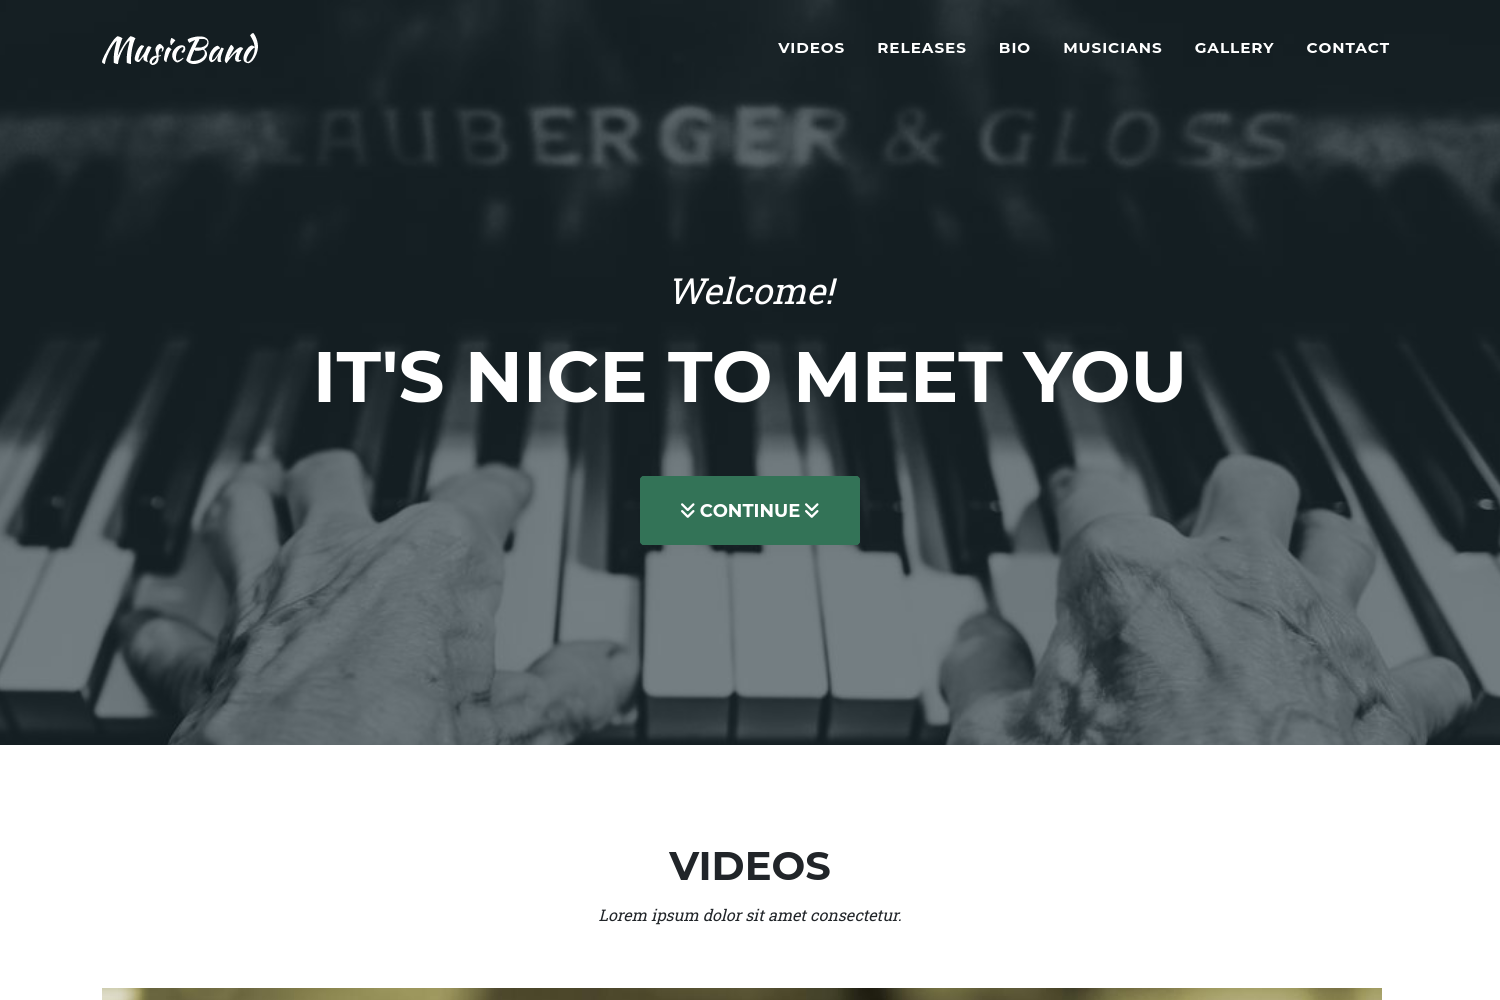 MusicBand
VIDEOS RELEASES BIO MUSICIANS GALLERY CONTACT
AUBERGER & GLOSS
Welcome!
IT'S NICE TO MEET YOU
CONTINUE
VIDEOS
Lorem ipsum dolor sit amet consectetur.